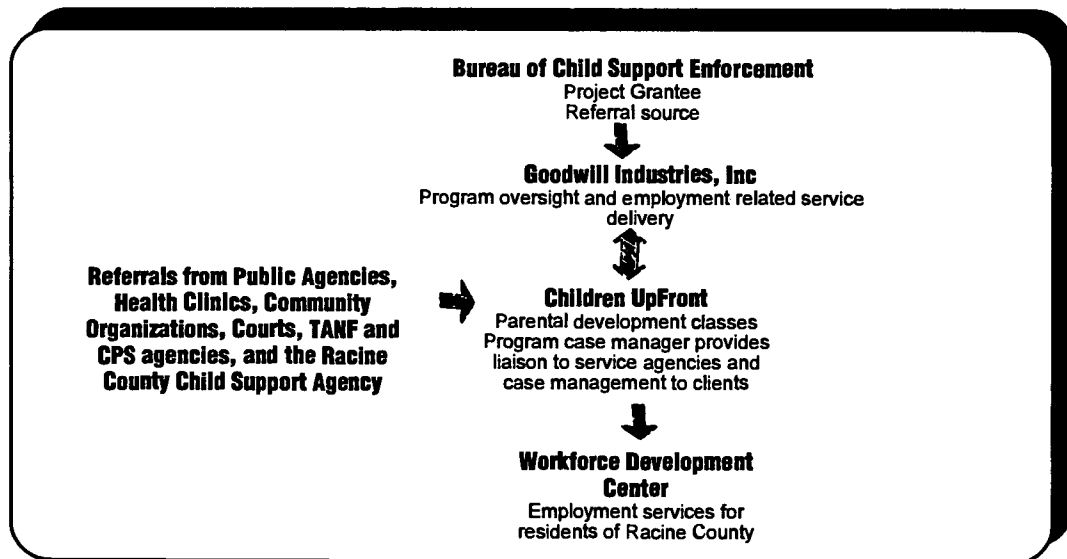 Bureau of Child Support Enforcement
Project Grantee
Referral source
Goodwill Industries, Inc
Program oversight and employment related service
delivery
Referrals from Public Agencies,
Health Clinics, Community
Organizations, Courts, TANF and
CPS agencies, and the Racine
County Child Support Agency
Children UpFront
Parental development classes
Program case manager provides
liaison to service agencies and
case management to clients
Workforce Development
Center
Employment services for
residents of Racine County